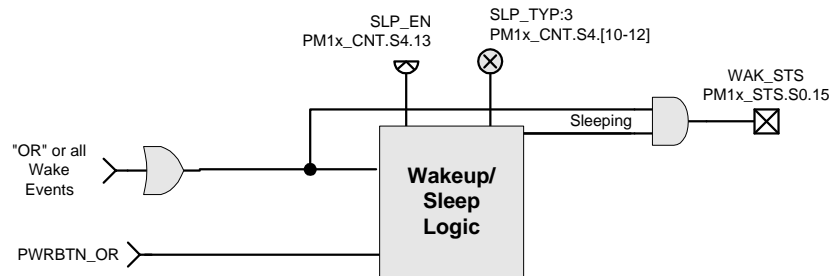 SLP_EN
PM1x_CNT.S4.13
SLP_TYP:3
PM1x_CNT.S4.[10-12]
WAK_STS
PM1x_STS.S0.15
Sleeping
"OR" or all
Wake
Events
Wakeup/
Sleep
Logic
PWRBTN_OR